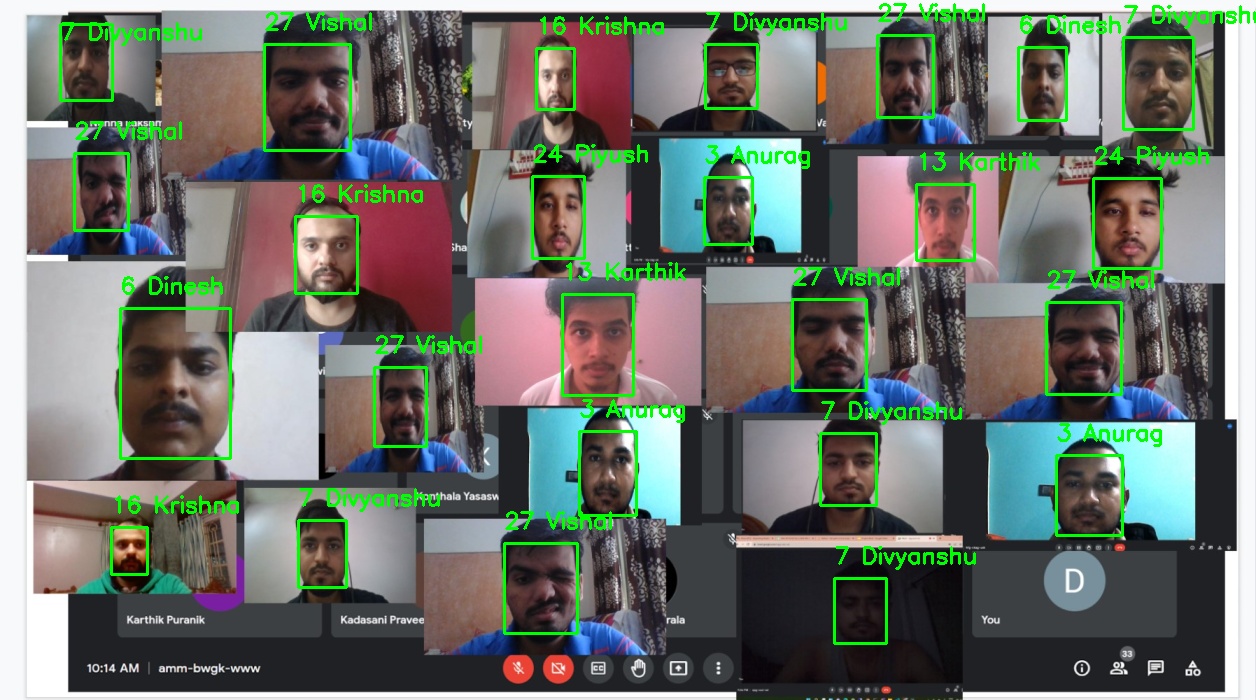 7 Divyanshu
27 Vishal
16 Krishna
7 Divyanshu
27 Vishal
6 Dinesh
7 Divyanshu
27 Vishal
24 Piyush
3 Anurag
13 Karthik
24 Piyush
16 Krishna
6 Dinesh
13 Karthik
27 Vishal
27 Vishal
27 Vishal
3 Anurag
7 Divyanshu
3 Anurag
16 Krishna
7 Divyanshu
27 Vishal
7 Divyanshu
D
Karthik Puranik
Kadasani Pravee
You
33
10:14 AM | amm-bwgk-www